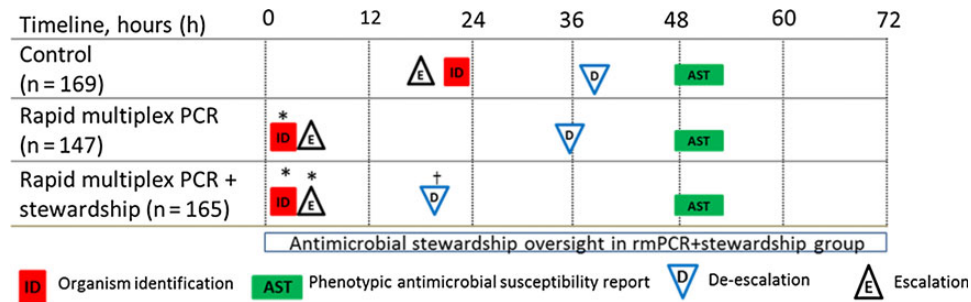 Timeline, hours (h) 0 12 24 36 48 60 72
Control
(n = 169) E ID D AST
Rapid multiplex PCR *
(n = 147) ID E D AST
Rapid multiplex PCR + * * †
stewardship (n = 165) ID E D AST
Antimicrobial stewardship oversight in rmPCR+stewardship group
ID Organism identification AST Phenotypic antimicrobial susceptibility report D De-escalation E Escalation